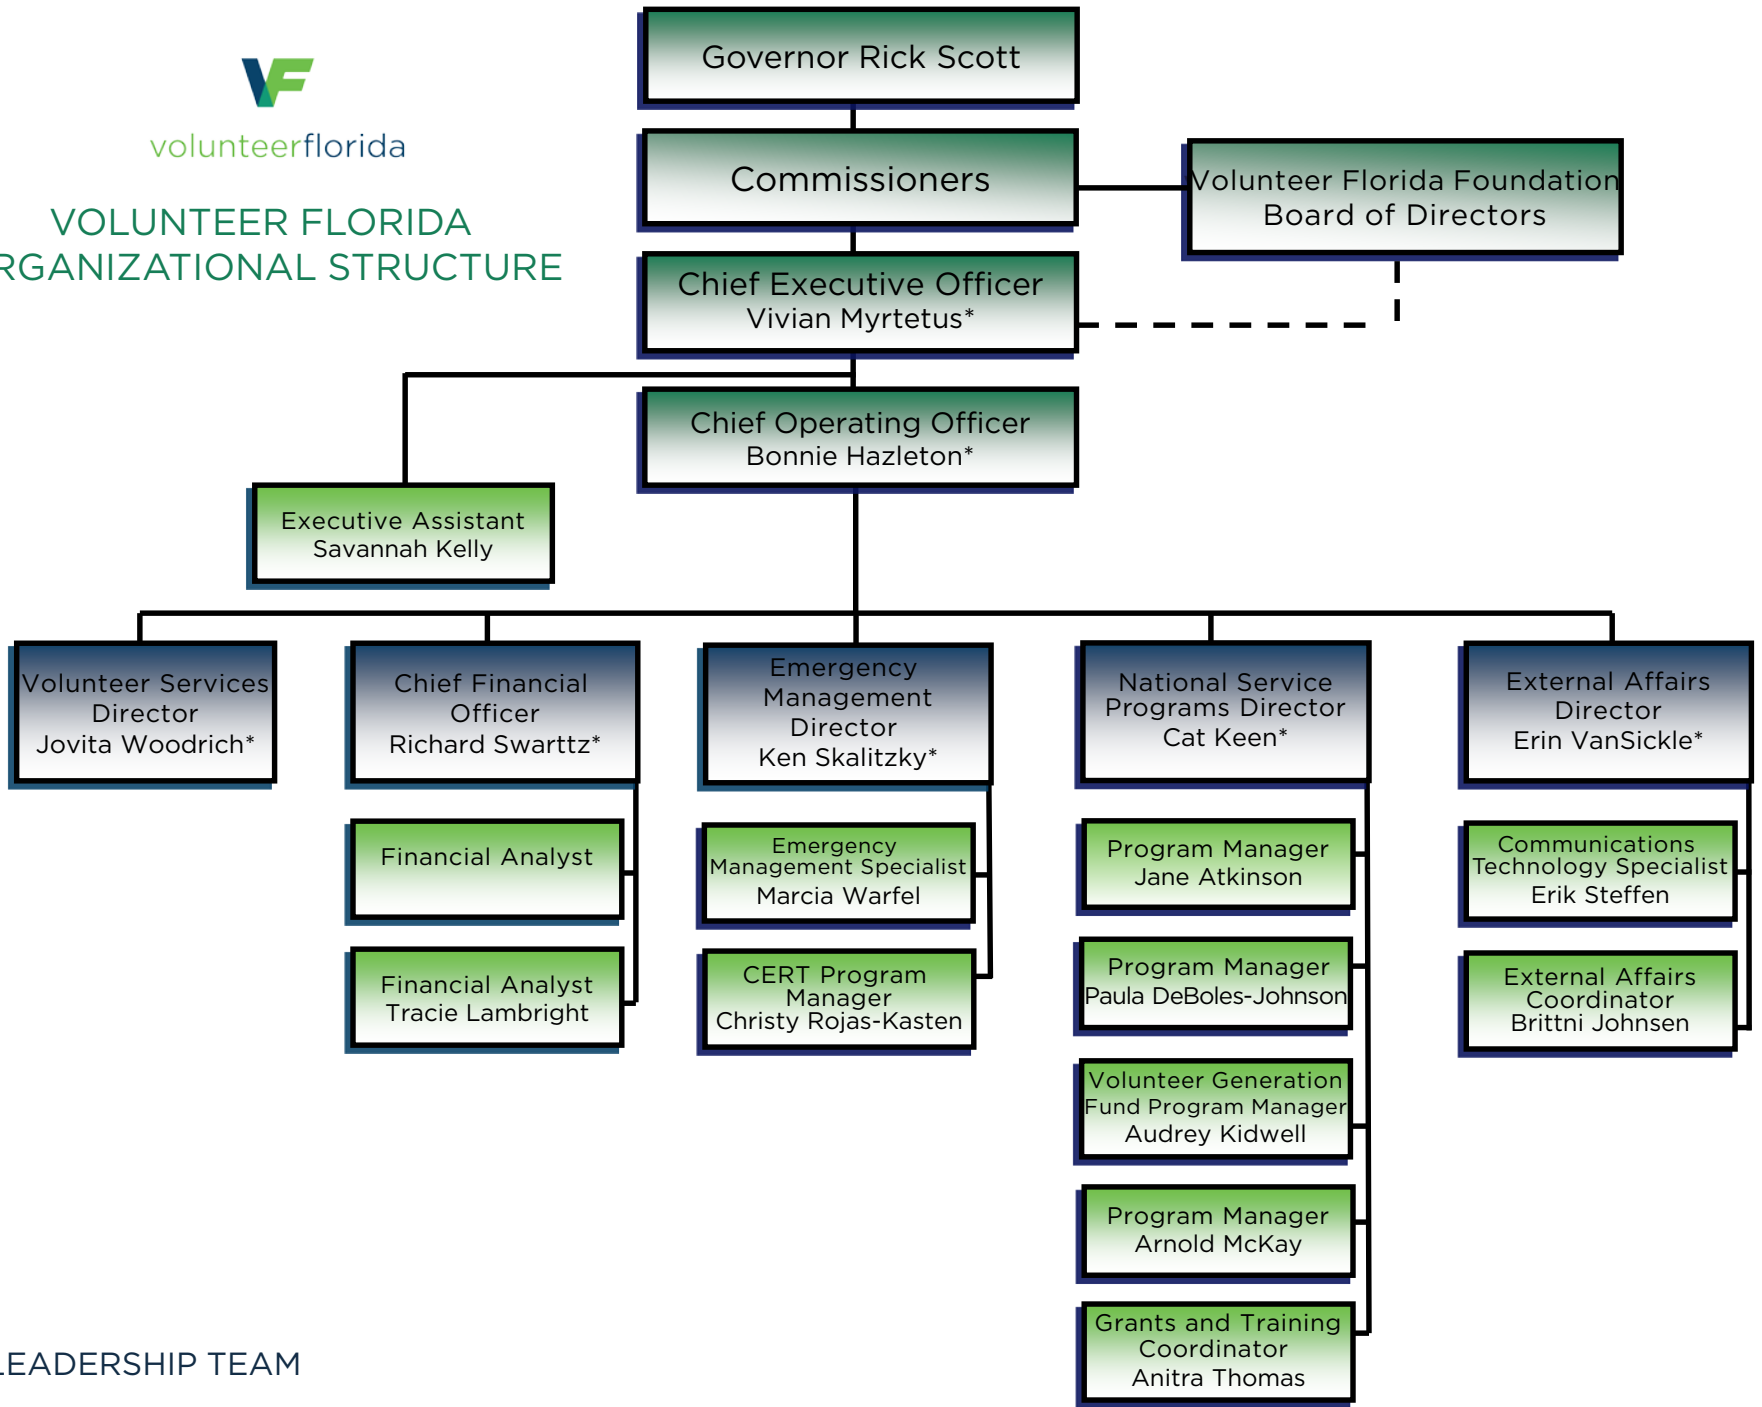 Governor Rick Scott
VF
volunteerflorida
VOLUNTEER FLORIDA
RGANIZATIONAL STRUCTURE
Commissioners
Volunteer Florida Foundation
Board of Directors
Chief Executive Officer
Vivian Myrtetus*
Chief Operating Officer
Bonnie Hazleton*
Executive Assistant
Savannah Kelly
Volunteer Services
Director
Jovita Woodrich*
Chief Financial
Officer
Richard Swarttz*
Emergency
Management
Director
Ken Skalitzky*
National Service
Programs Director
Cat Keen*
External Affairs
Director
Erin VanSickle*
Financial Analyst
Financial Analyst
Tracie Lambright
Emergency
Management Specialist
Marcia Warfel
CERT Program
Manager
Christy Rojas-Kasten
Program Manager
Jane Atkinson
Program Manager
Paula DeBoles-Johnson
Volunteer Generation
Fund Program Manager
Audrey Kidwell
Program Manager
Arnold McKay
Grants and Training
Coordinator
Anitra Thomas
Communications
Technology Specialist
Erik Steffen
External Affairs
Coordinator
Brittni Johnsen
LEADERSHIP TEAM